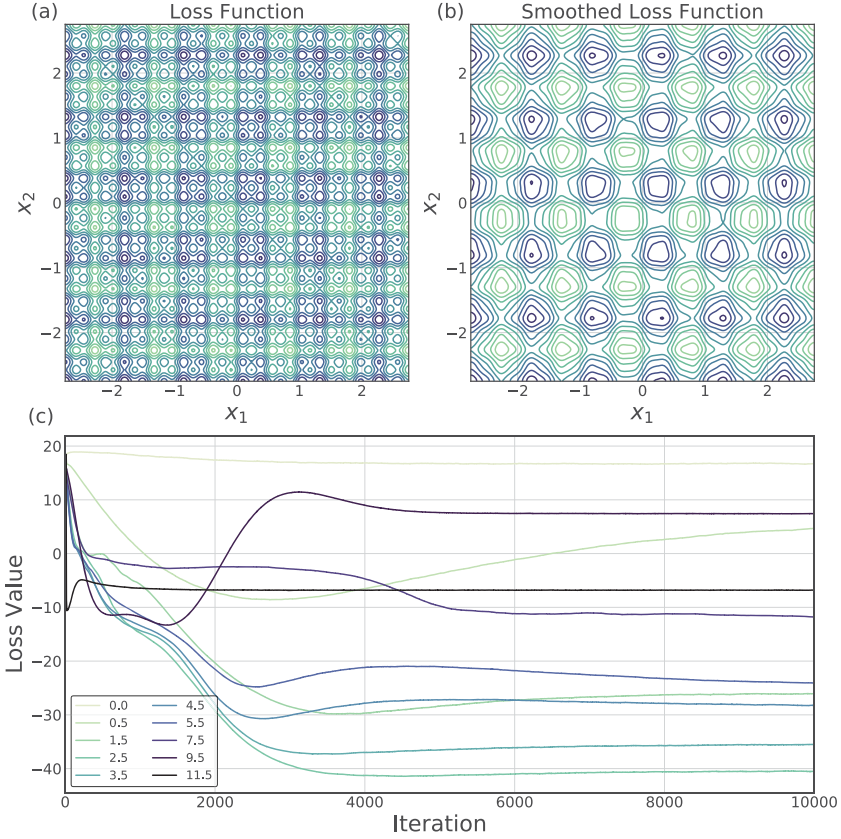 (a) Loss Function
(b) Smoothed Loss Function
x2
2
1
0
−1
−2
−2 −1 0 1 2
x1
x2
2
1
0
−1
−2
−2 −1 0 1 2
x1
(c)
Loss Value
20
10
0
−10
−20
−30
−40
0.0 4.5
0.5 5.5
1.5 7.5
2.5 9.5
3.5 11.5
0 2000 4000 6000 8000 10000
Iteration